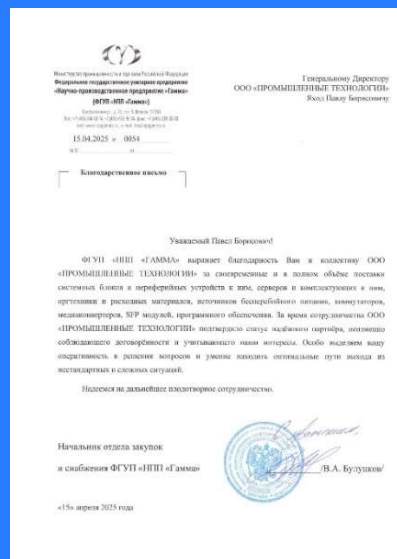 Министерство промышленности и торговли Российской Федерации
Федеральное государственное унитарное предприятие
«Научно-производственное предприятие «Гамма»
(ФГУП «НПП «Гамма»)
15.04.2025 № 0054
Благодарственное письмо
Генеральному Директору
ООО «ПРОМЫШЛЕННЫЕ ТЕХНОЛОГИИ»
Яход Павлу Борисовичу
Уважаемый Павел Борисович!
ФГУП «НПП «ГАММА» выражает благодарность Вам и коллективу ООО
«ПРОМЫШЛЕННЫЕ ТЕХНОЛОГИИ» за своевременные и в полном объёме поставки
системных блоков и периферийных устройств к ним, серверов и комплектующих к ним,
оргтехники и расходных материалов, источников бесперебойного питания, коммутаторов,
медиаконвертеров, SFP модулей, программного обеспечения. За время сотрудничества ООО
«ПРОМЫШЛЕННЫЕ ТЕХНОЛОГИИ» подтвердило статус надёжного партнёра, полноценно
соблюдающего договорённости и учитывающего наши интересы. Особо выделяем вашу
оперативность в решении вопросов и умение находить оптимальные пути выхода из
нестандартных и сложных ситуаций.
Надеемся на дальнейшее плодотворное сотрудничество.
С уважением,
Начальник отдела закупок
и снабжения ФГУП «НПП «Гамма»
/В.А. Булушков/
«15» апреля 2025 года